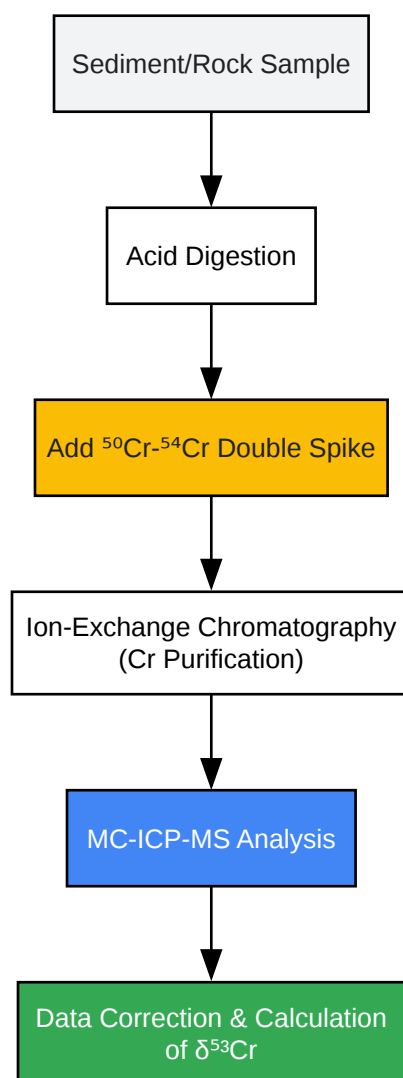 Sediment/Rock Sample
Acid Digestion
Add ⁵⁰Cr-⁵⁴Cr Double Spike
Ion-Exchange Chromatography
(Cr Purification)
MC-ICP-MS Analysis
Data Correction & Calculation
of δ⁵³Cr